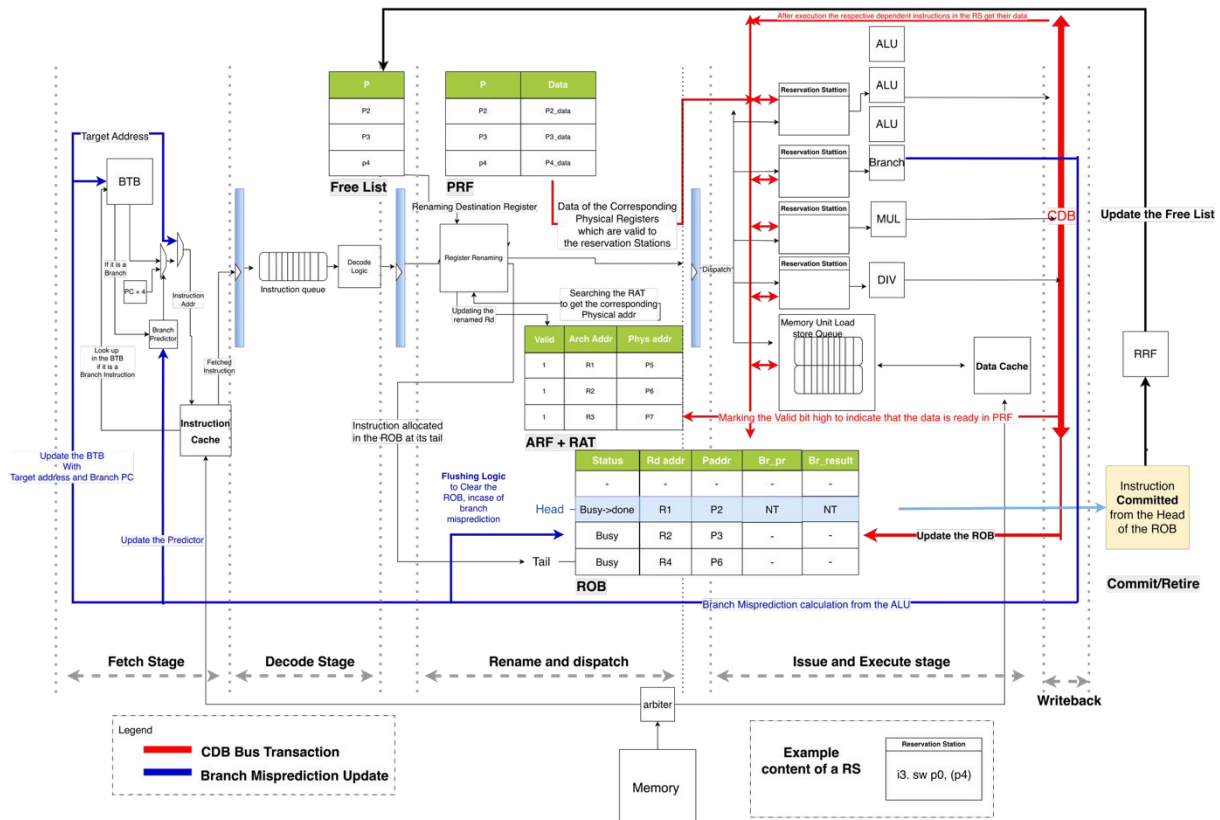 After execution the respective dependent instructions in the RS get their data
ALU
P
P2
P3
p4
Free List
P
Data
P2
P2_data
P3
P3_data
p4
P4_data
PRF
Reservation Stattion
ALU
ALU
Target Address
BTB
Renaming Destination Register
Data of the Corresponding
Physical Registers
which are valid to
the reservation Stations
Reservation Stattion
Branch
CDB
Update the Free List
If it is a
Branch
PC + 4
Instruction
Addr
Instruction queue
Decode
Logic
Register Renaming
Dispatch
Reservation Stattion
MUL
Reservation Stattion
DIV
Branch
Predictor
Look up
in the BTB
if it is a
Branch Instruction
Fetched
Instruction
Updating the
renamed Rd
Searching the RAT
to get the corresponding
Physical addr
Memory Unit Load
store Queue
Data Cache
RRF
Valid
Arch Addr
Phys addr
1
R1
P5
1
R2
P6
1
R3
P7
ARF + RAT
Instruction
Cache
Instruction allocated
in the ROB at its tail
Marking the Valid bit high to indicate that the data is ready in PRF
Update the BTB
With
Target address and Branch PC
Update the Predictor
Flushing Logic
to Clear the
ROB, incase of
branch
misprediction
Status
Rd addr
Paddr
Br_pr
Br_result
-
-
-
-
-
Head
Busy->done
R1
P2
NT
NT
Busy
R2
P3
-
-
Tail
Busy
R4
P6
-
-
ROB
Update the ROB
Instruction
Committed
from the Head
of the ROB
Commit/Retire
Branch Misprediction calculation from the ALU
Fetch Stage
Decode Stage
Rename and dispatch
Issue and Execute stage
Writeback
arbiter
Memory
Legend
CDB Bus Transaction
Branch Misprediction Update
Example
content of a RS
Reservation Station
i3. sw p0, (p4)